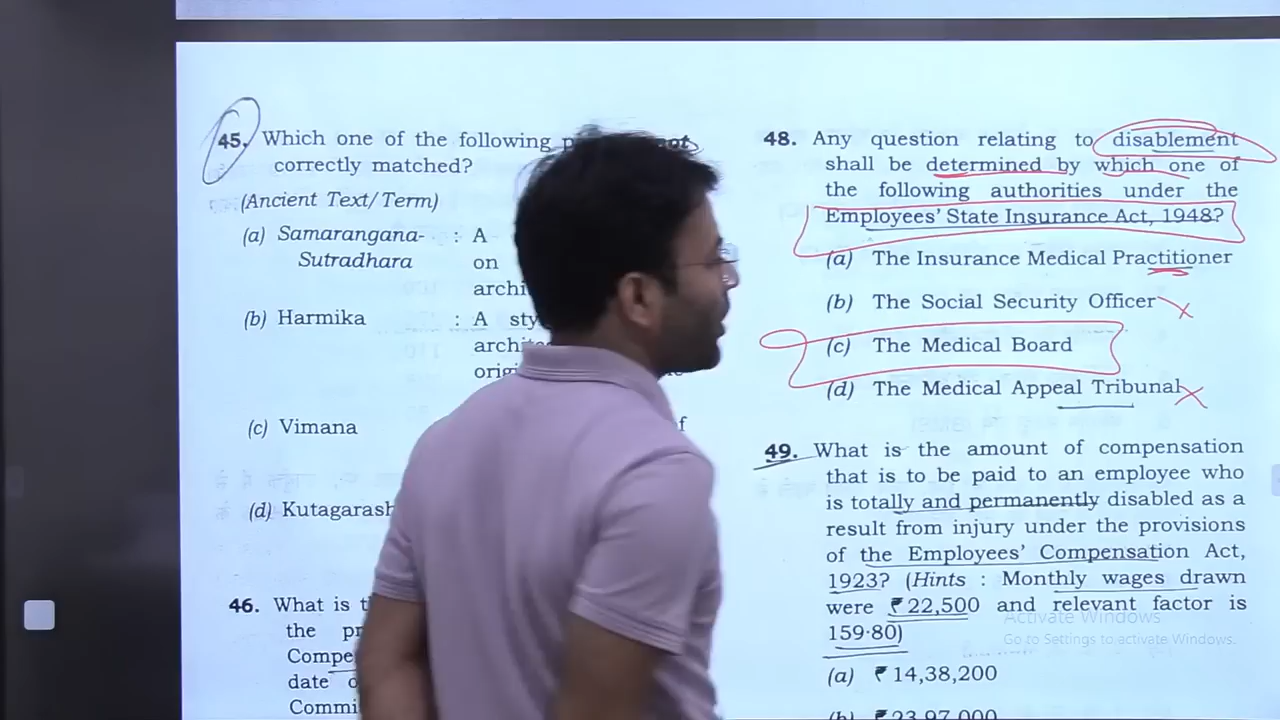 45. Which one of the following
correctly matched?
(Ancient Text/Term)
(a) Samarangana- : A
Sutradhara on
archi
(b) Harmika : A sty
archite
orig
(c) Vimana
of
(d) Kutagarash
46. What is t
the pr
Compe
date o
Commi
48. Any question relating to disablement
shall be determined by which one of
the following authorities under the
Employees' State Insurance Act, 1948?
(a) The Insurance Medical Practitioner
(b) The Social Security Officer
(c) The Medical Board
(d) The Medical Appeal Tribunal
49. What is the amount of compensation
that is to be paid to an employee who
is totally and permanently disabled as a
result from injury under the provisions
of the Employees' Compensation Act,
1923? (Hints : Monthly wages drawn
were ₹ 22,500 and relevant factor is
159·80)
(a) ₹ 14,38,200
(b) ₹ 23,97,000
Activate Windows
Go to Settings to activate Windows.